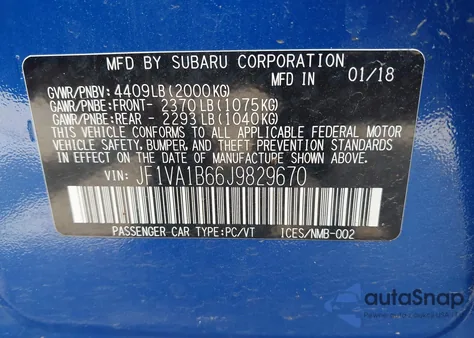 MFD BY SUBARU CORPORATION
GVWR/PNBV: 4409LB(2000KG) 01/18
GAWR/PNBE:FRONT- 2370LB(1075KG)
GAWR/PNBE:REAR - 2293LB(1040KG)
THIS VEHICLE CONFORMS TO ALL APPLICABLE FEDERAL MOTOR
VEHICLE SAFETY, BUMPER, AND THEFT PREVENTION STANDARDS
IN EFFECT ON THE DATE OF MANUFACTURE SHOWN ABOVE.
VIN: JF1VA1B66J9829670
PASSENGER CAR TYPE:PC/VT ICES/NMB-002
autoSnap